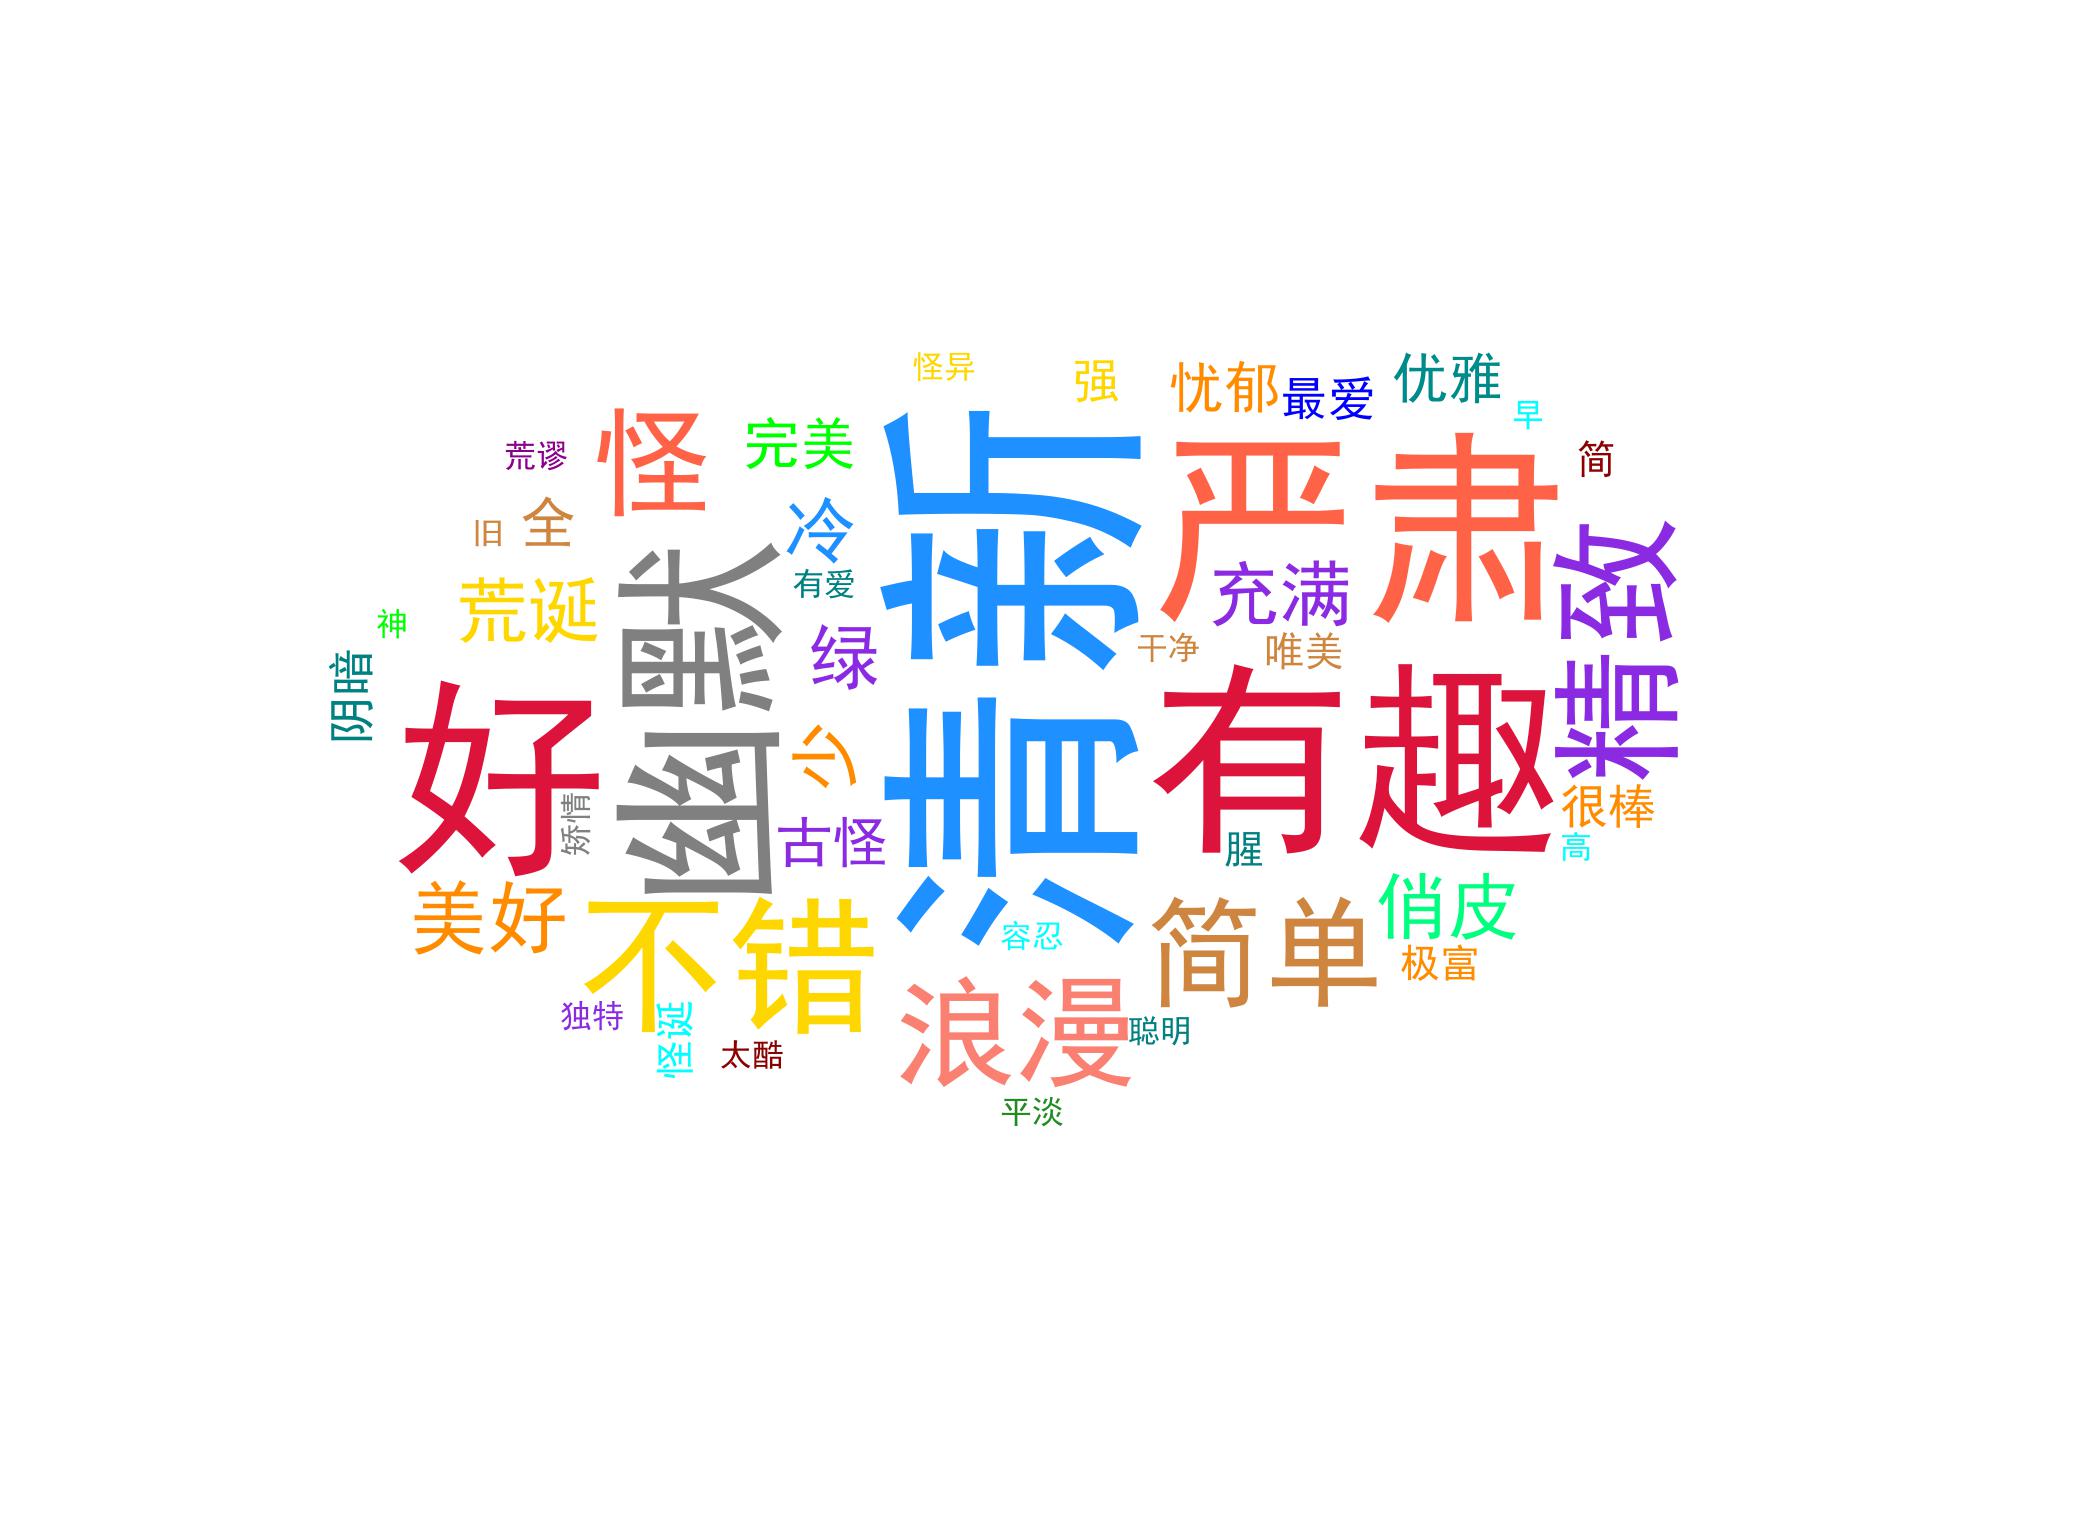 怪异
强
忧郁
最爱
优雅
早
怪
完美
清新
严肃
荒谬
简
旧
全
冷
有爱
充满
精致
荒诞
幽默
神
绿
干净
唯美
阴暗
好
少
有趣
矫情
古怪
腥
很棒
高
美好
不错
容忍
简单
俏皮
极富
独特
怪诞
太酷
浪漫
聪明
平淡